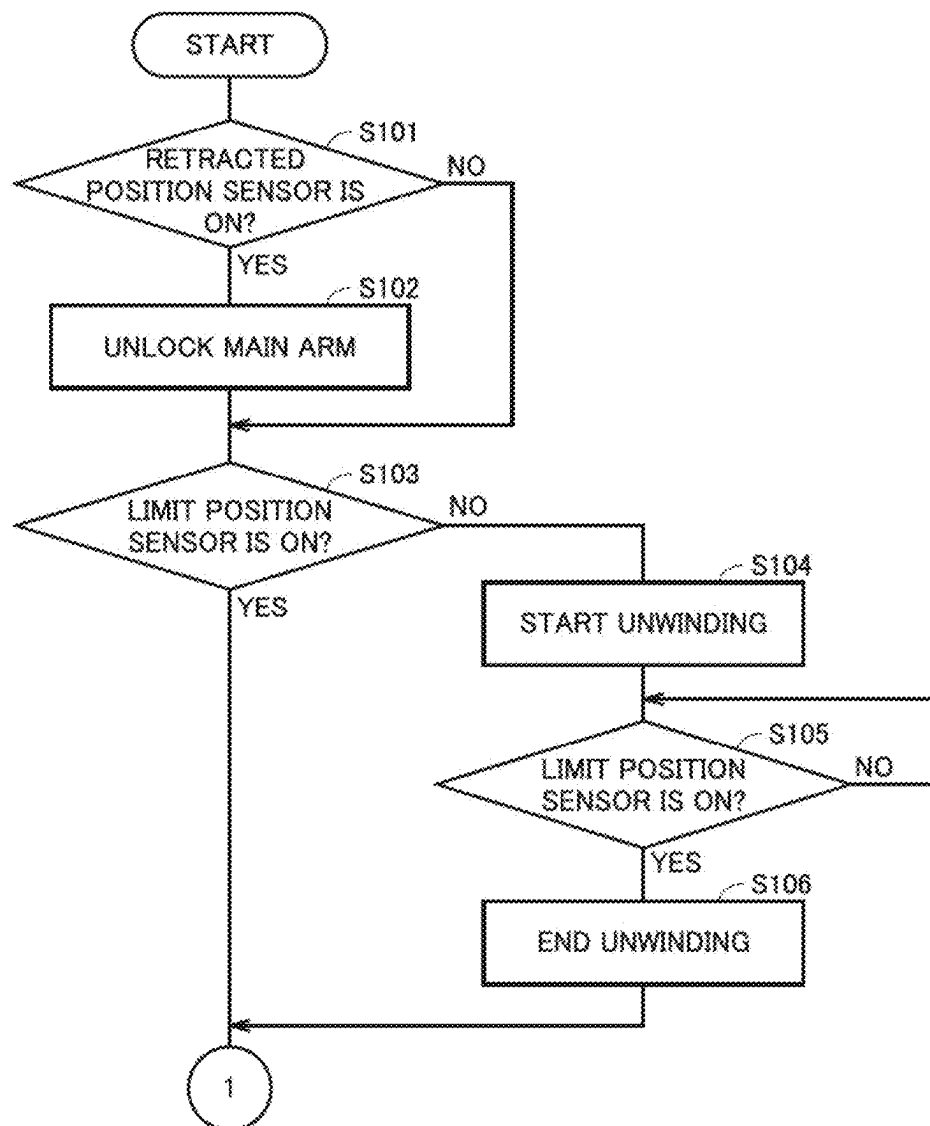 START
S101
RETRACTED
POSITION SENSOR IS
ON?
NO
YES
S102
UNLOCK MAIN ARM
S103
LIMIT POSITION
SENSOR IS ON?
NO
YES
S104
START UNWINDING
S105
LIMIT POSITION
SENSOR IS ON?
NO
YES
S106
END UNWINDING
1